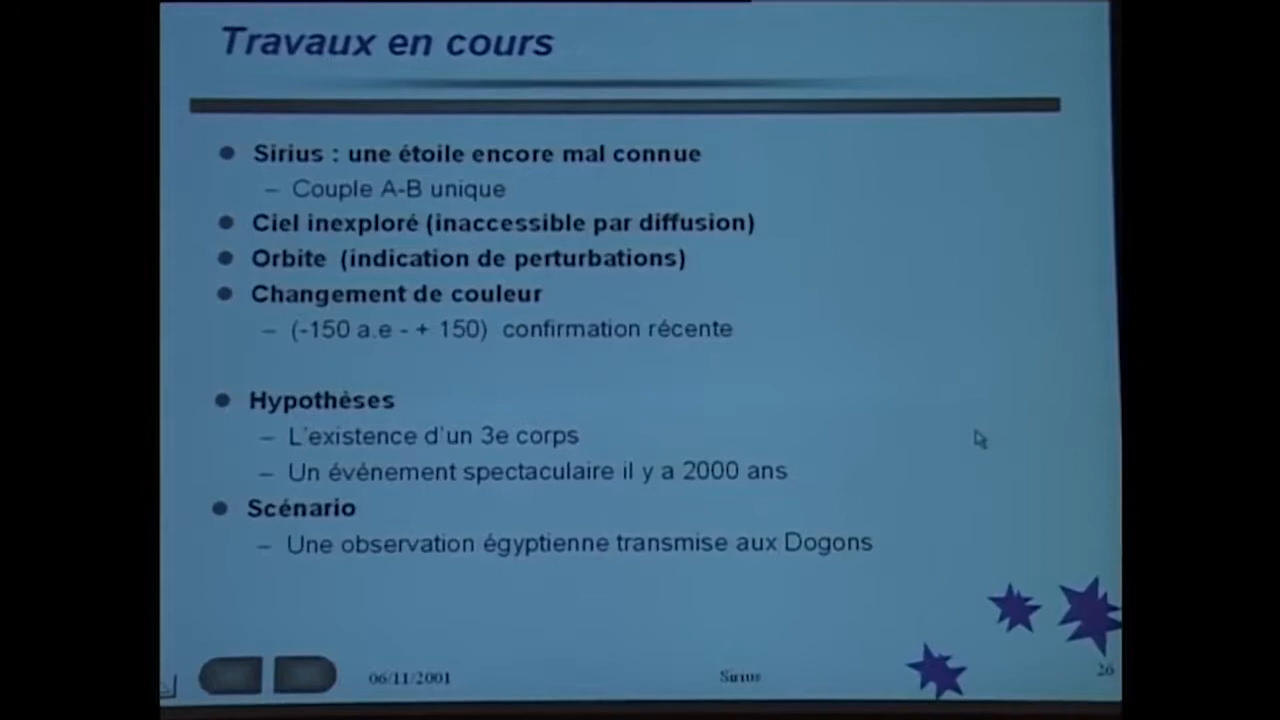 Travaux en cours
● Sirius : une étoile encore mal connue
– Couple A-B unique
● Ciel inexploré (inaccessible par diffusion)
● Orbite (indication de perturbations)
● Changement de couleur
– (-150 a.e - + 150) confirmation récente
● Hypothèses
– L'existence d'un 3e corps
– Un événement spectaculaire il y a 2000 ans
● Scénario
– Une observation égyptienne transmise aux Dogons
06/11/2001 Sirius 26